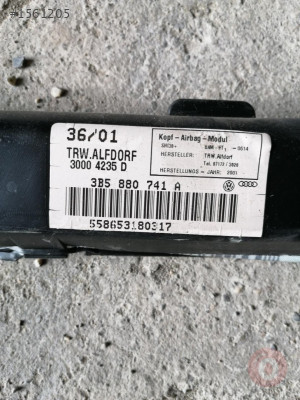 #1561205
36/01
TRW.ALFDORF
3000 4235 D
Kopf-Airbag-Modul
HERSTELLER: TRW.Alfdorf
HERSTELLUNGS-JAHR: 2001
3B5 880 741 A
558653180317